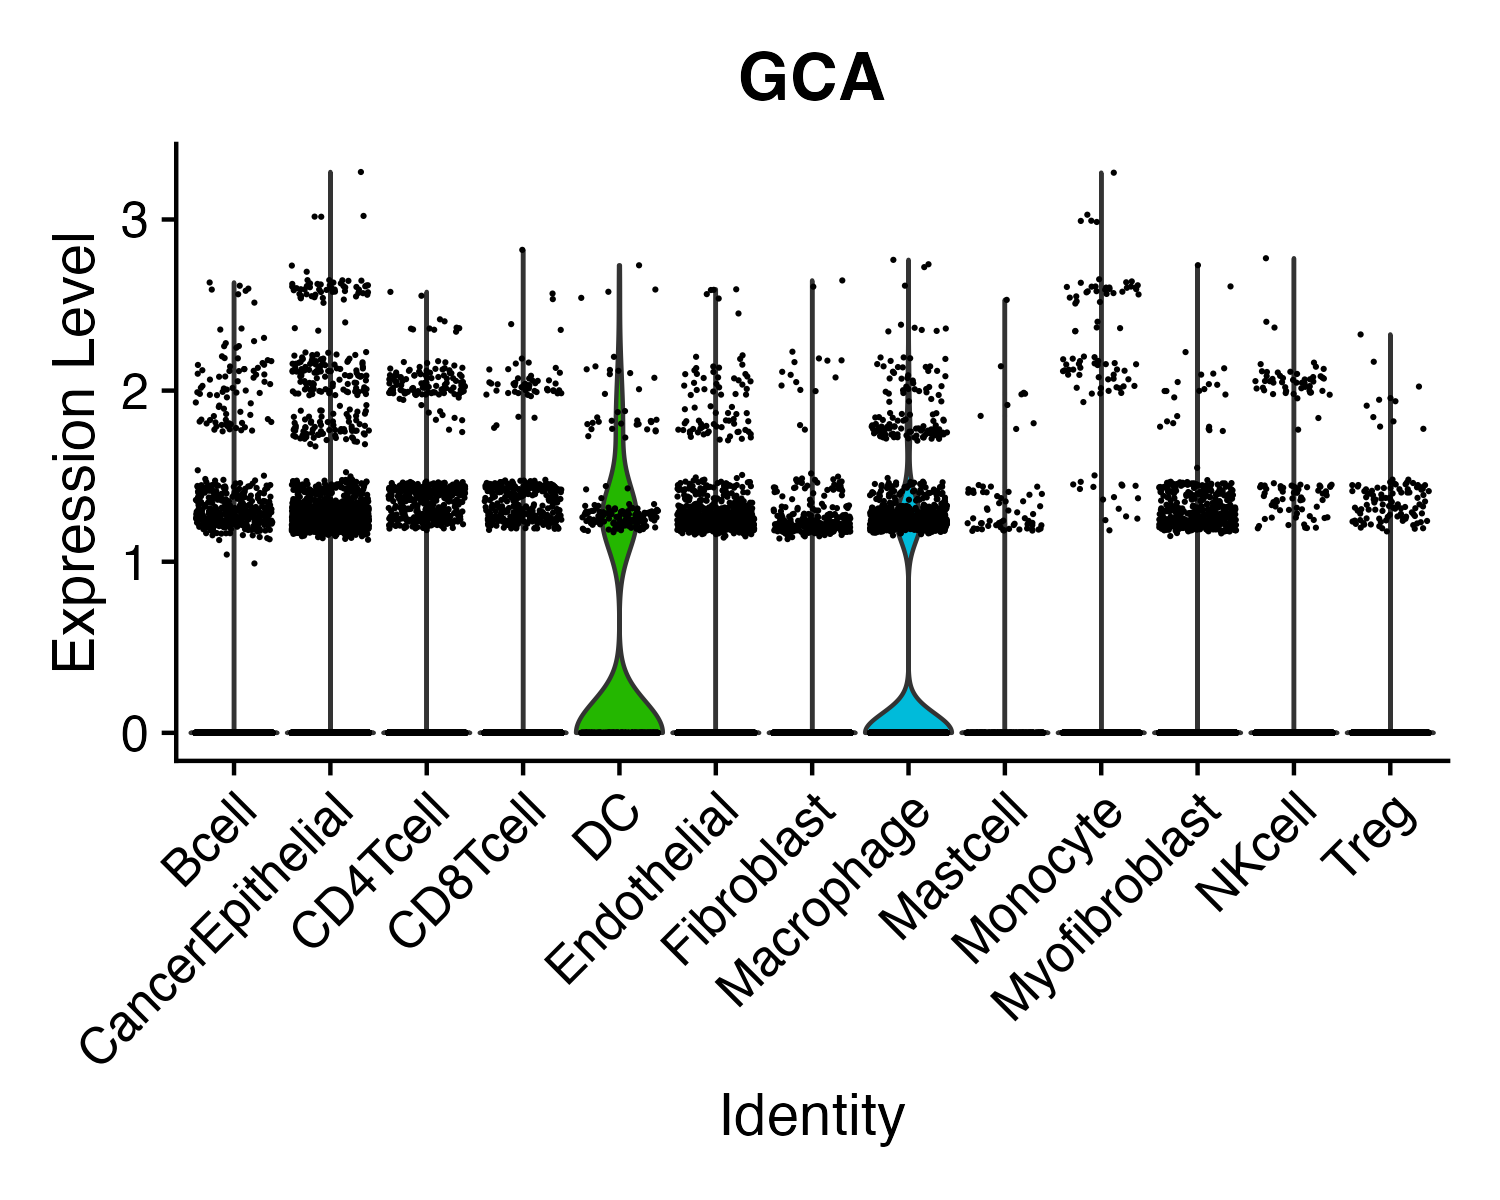 GCA
Expression Level
3
2
1
0
Bcell
CancerEpithelial
CD4Tcell
CD8Tcell
DC
Endothelial
Fibroblast
Macrophage
Mastcell
Monocyte
Myofibroblast
NKcell
Treg
Identity